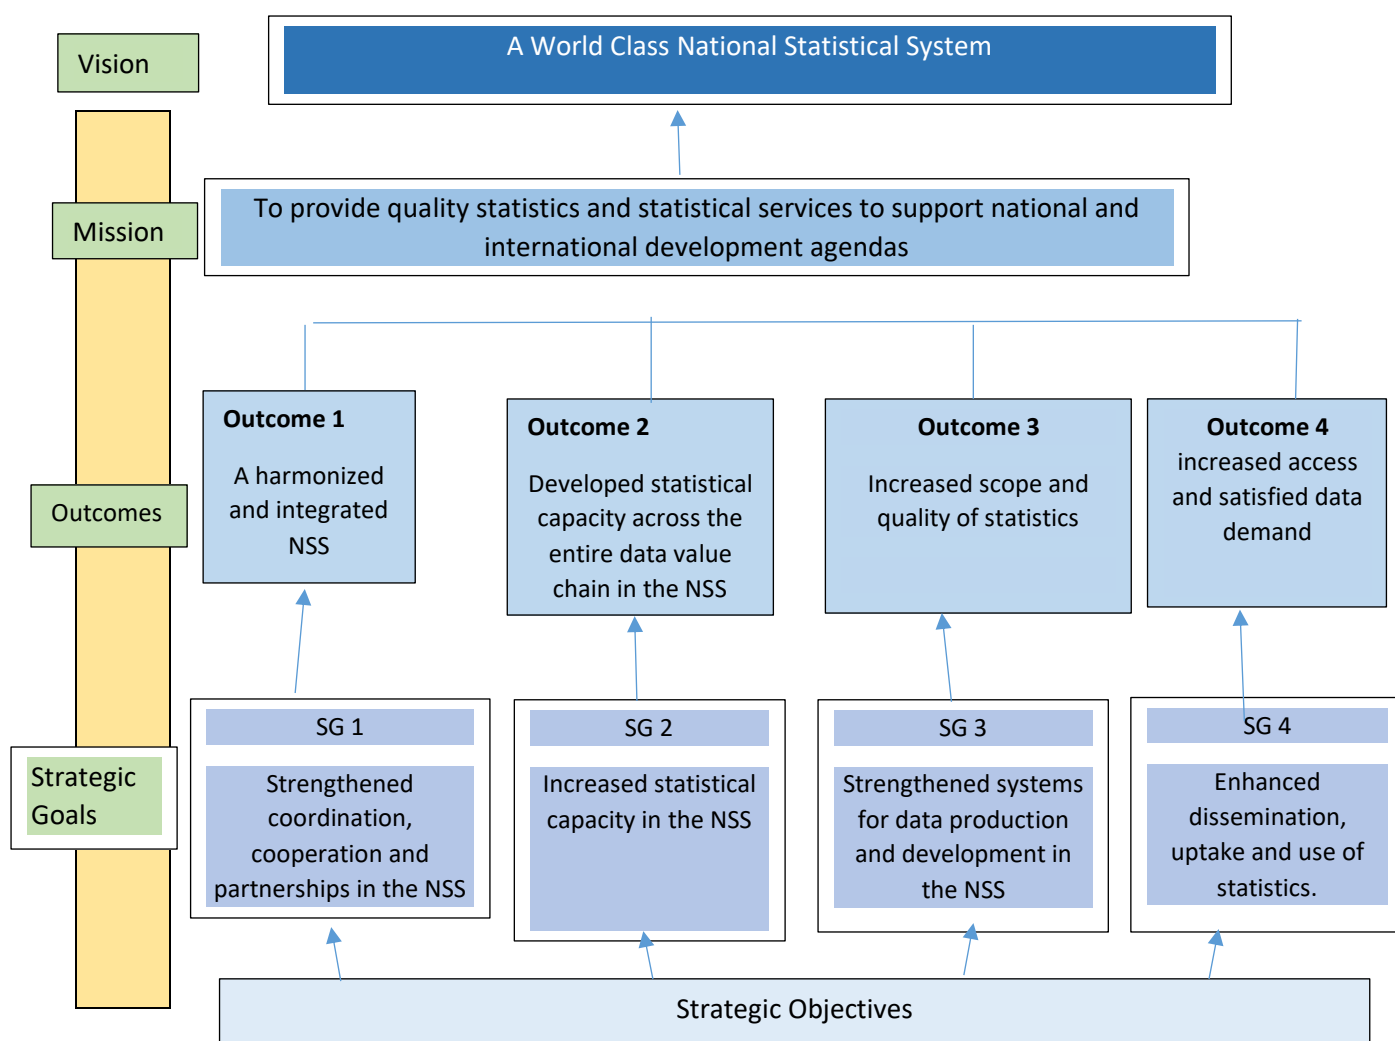 Vision
A World Class National Statistical System
Mission
To provide quality statistics and statistical services to support national and
international development agendas
Outcomes
Outcome 1
A harmonized
and integrated
NSS
Outcome 2
Developed statistical
capacity across the
entire data value
chain in the NSS
Outcome 3
Increased scope and
quality of statistics
Outcome 4
increased access
and satisfied data
demand
Strategic
Goals
SG 1
Strengthened
coordination,
cooperation and
partnerships in the NSS
SG 2
Increased statistical
capacity in the NSS
SG 3
Strengthened systems
for data production
and development in
the NSS
SG 4
Enhanced
dissemination,
uptake and use of
statistics.
Strategic Objectives